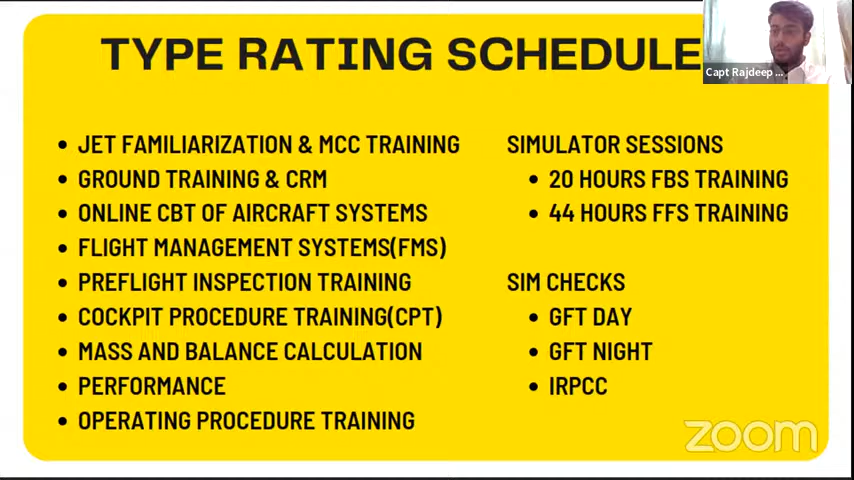 TYPE RATING SCHEDULE
Capt Rajdeep ...
• JET FAMILIARIZATION & MCC TRAINING
• GROUND TRAINING & CRM
• ONLINE CBT OF AIRCRAFT SYSTEMS
• FLIGHT MANAGEMENT SYSTEMS(FMS)
• PREFLIGHT INSPECTION TRAINING
• COCKPIT PROCEDURE TRAINING(CPT)
• MASS AND BALANCE CALCULATION
• PERFORMANCE
• OPERATING PROCEDURE TRAINING
SIMULATOR SESSIONS
• 20 HOURS FBS TRAINING
• 44 HOURS FFS TRAINING
SIM CHECKS
• GFT DAY
• GFT NIGHT
• IRPCC
zoom